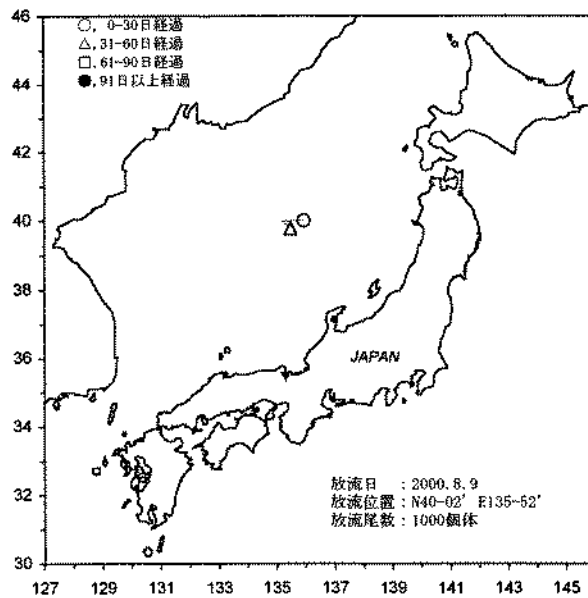 46
44
42
40
38
36
34
32
30
○, 0-30日経過
△, 31-60日経過
□, 61-90日経過
●, 91日以上経過
JAPAN
放流日 : 2000.8.9
放流位置 : N40-02' E135-52'
放流尾数 : 1000個体
127 129 131 133 135 137 139 141 143 145